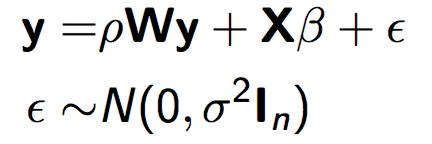 y =ρWy + Xβ + ϵ
ϵ ∼N(0, σ²Iₙ)